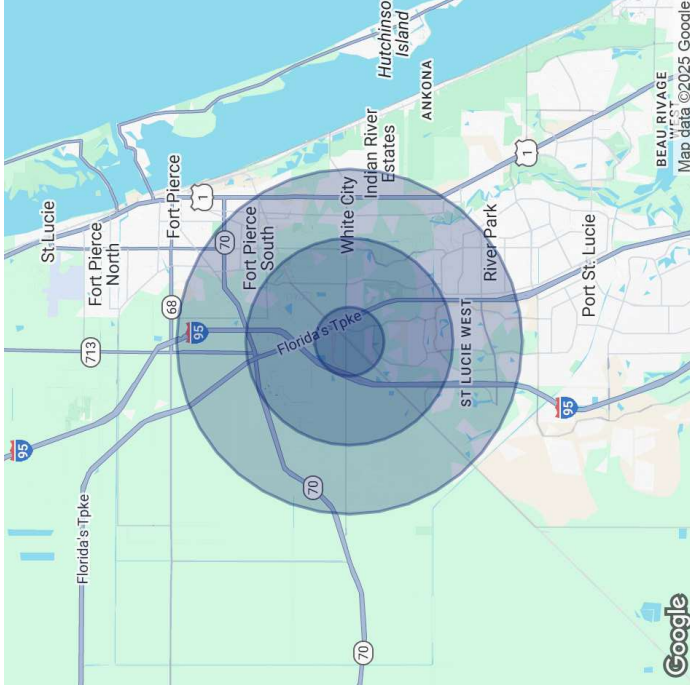 Hutchinso
Island
St Lucie
Fort Pierce
North
Fort Pierce
1
ANKONA
Indian River
Estates
70
Fort Pierce
South
White City
68
95
713
Florida's Tpke
River Park
1
BEAU RIVAGE
WEST
95
Port St. Lucie
ST LUCIE WEST
Florida's Tpke
70
95
70
Google
Map data ©2025 Google